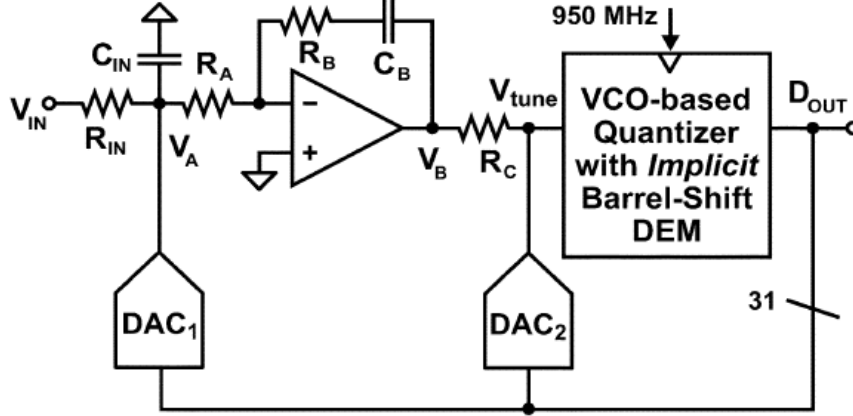 950 MHz
C_IN
R_A
R_B
C_B
V_IN
R_IN
V_A
−
+
V_B
R_C
V_tune
VCO-based
Quantizer
with Implicit
Barrel-Shift
DEM
D_OUT
DAC_1
DAC_2
31